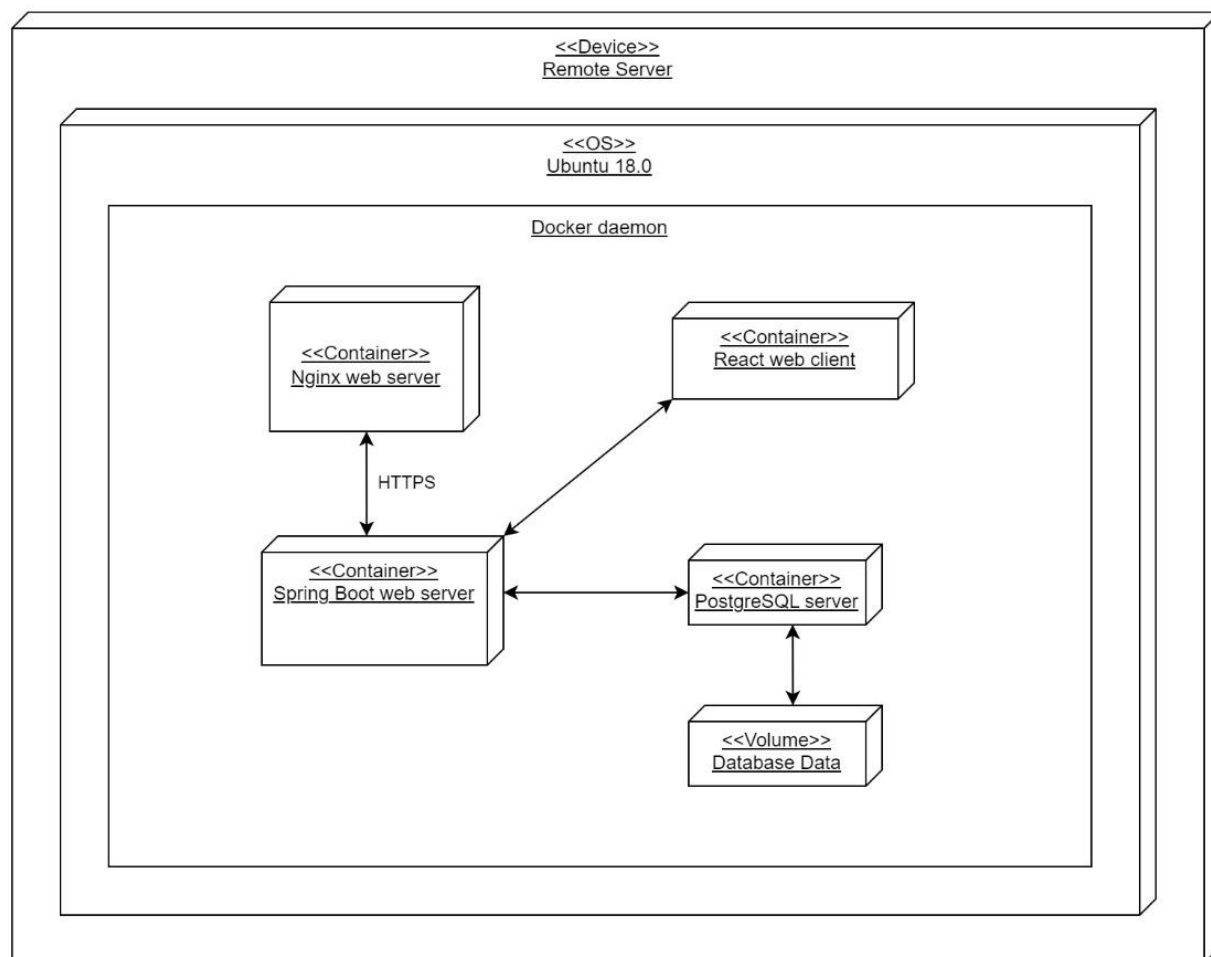 <<Device>>
Remote Server
<<OS>>
Ubuntu 18.0
Docker daemon
<<Container>>
Nginx web server
<<Container>>
React web client
HTTPS
<<Container>>
Spring Boot web server
<<Container>>
PostgreSQL server
<<Volume>>
Database Data